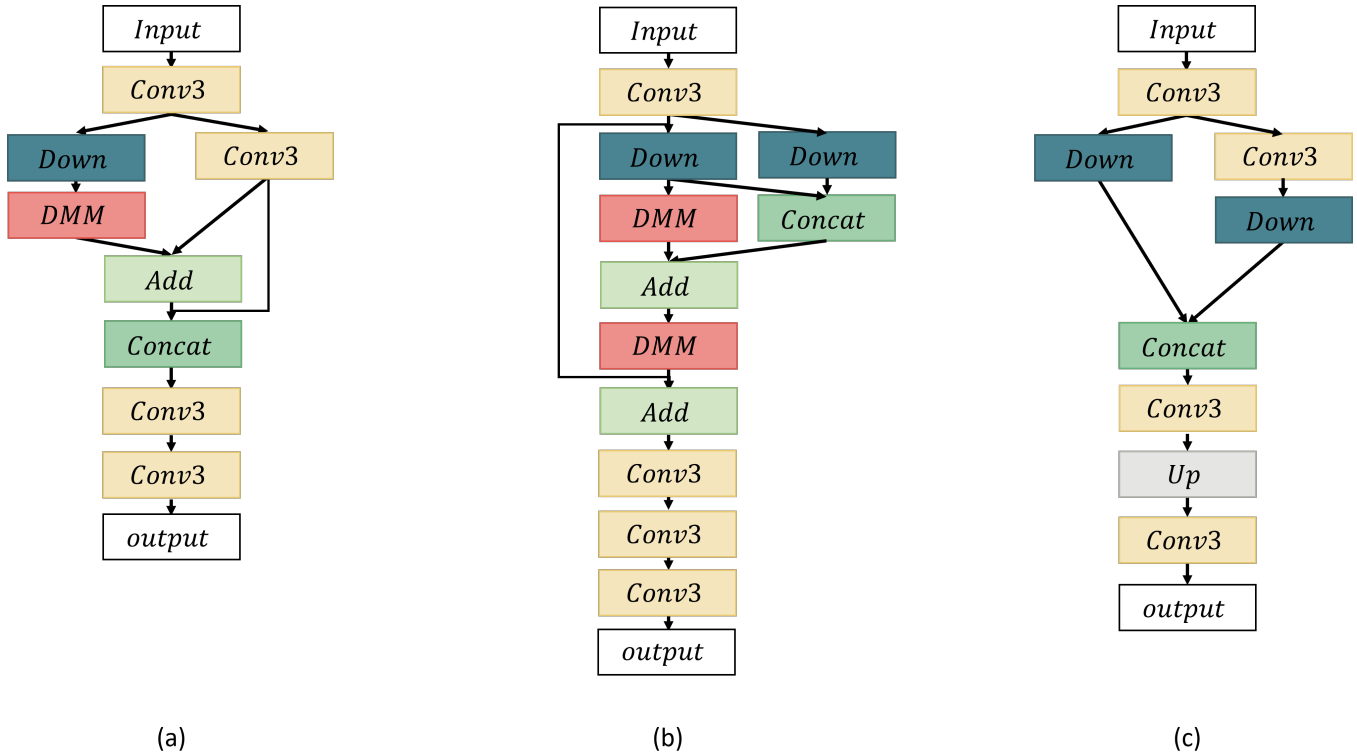 Input
Conv3
Down
Conv3
DMM
Add
Concat
Conv3
Conv3
output
(a)
Input
Conv3
Down
Down
DMM
Concat
Add
DMM
Add
Conv3
Conv3
Conv3
output
(b)
Input
Conv3
Down
Conv3
Down
Concat
Conv3
Up
Conv3
output
(c)